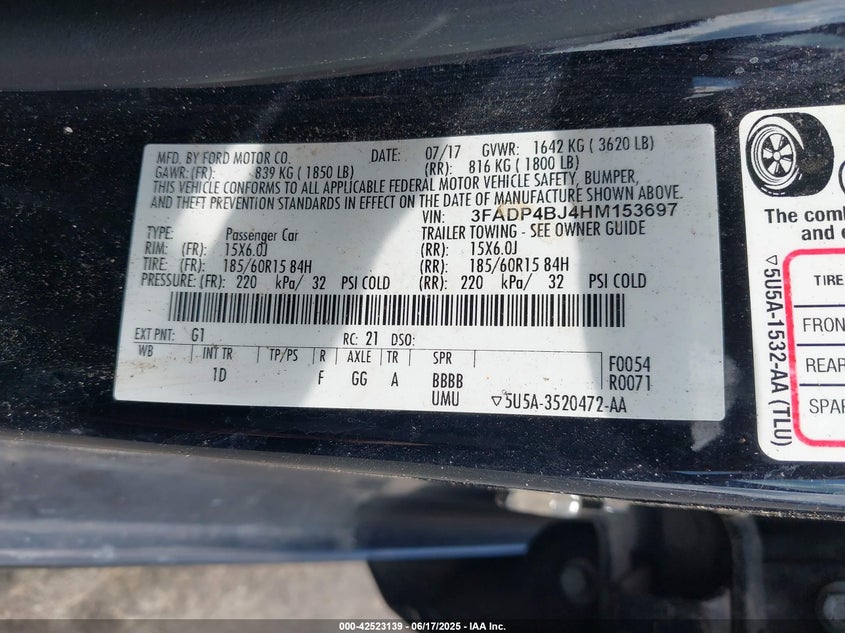 MFD. BY FORD MOTOR CO. DATE: 07/17 GVWR: 1642 KG ( 3620 LB)
GAWR: (FR): 839 KG ( 1850 LB) (RR): 816 KG ( 1800 LB)
THIS VEHICLE CONFORMS TO ALL APPLICABLE FEDERAL MOTOR VEHICLE SAFETY, BUMPER,
AND THEFT PREVENTION STANDARDS IN EFFECT ON THE DATE OF MANUFACTURE SHOWN ABOVE.
VIN: 3FADP4BJ4HM153697
TYPE: Passenger Car TRAILER TOWING - SEE OWNER GUIDE
RIM: (FR): 15X6.0J (RR): 15X6.0J
TIRE: (FR): 185/60R15 84H (RR): 185/60R15 84H
PRESSURE: (FR): 220 kPa/ 32 PSI COLD (RR): 220 kPa/ 32 PSI COLD
EXT PNT: G1 RC: 21 DSO:
WB INT TR TP/PS R AXLE TR SPR F0054
1D F GG A BBBB R0071
UMU ▽5U5A-3520472-AA
▽5U5A-1532-AA (TLU)
The comb
and e
TIRE
FRON
REAR
SPAR
000-42523139 - 06/17/2025 - IAA Inc.